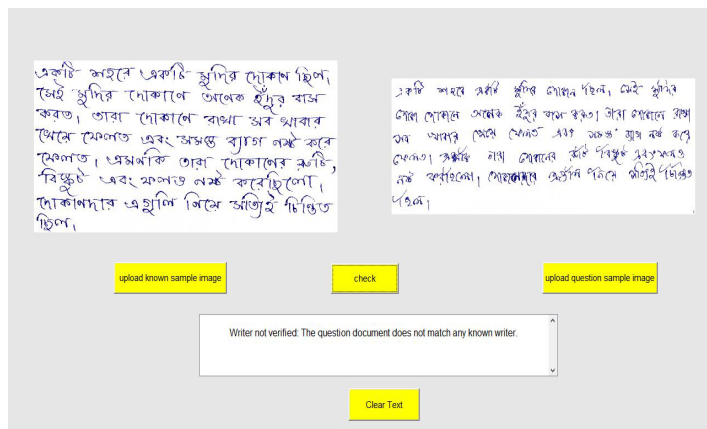 একটি শহরে একটি মুদির দোকান ছিল,
সেই মুদির দোকানে অনেক ইঁদুর বাস
করত, তারা দোকানে রাখা সব খাবার
খেয়ে ফেলত এবং সমস্ত ব্যাগ নষ্ট করে
ফেলত। এমনকি তারা দোকানের রুটি,
বিস্কুট এবং ফলও নষ্ট করেছিলো।
দোকানদার এগুলি নিয়ে সত্যিই চিন্তিত
ছিল,
একটি শহরে একটি মুদির দোকান ছিল, সেই মুদির
দোকানে অনেক ইঁদুর বাস করত। তারা দোকানে রাখা
সব খাবার খেয়ে ফেলত এবং সমস্ত ব্যাগ নষ্ট করে
ফেলত। তারা দোকানের রুটি বিস্কুট এবং ফলও
নষ্ট করেছিলো। নিয়ে সত্যিই চিন্তিত
ছিল।
upload known sample image
check
upload question sample image
Writer not verified: The question document does not match any known writer.
Clear Text